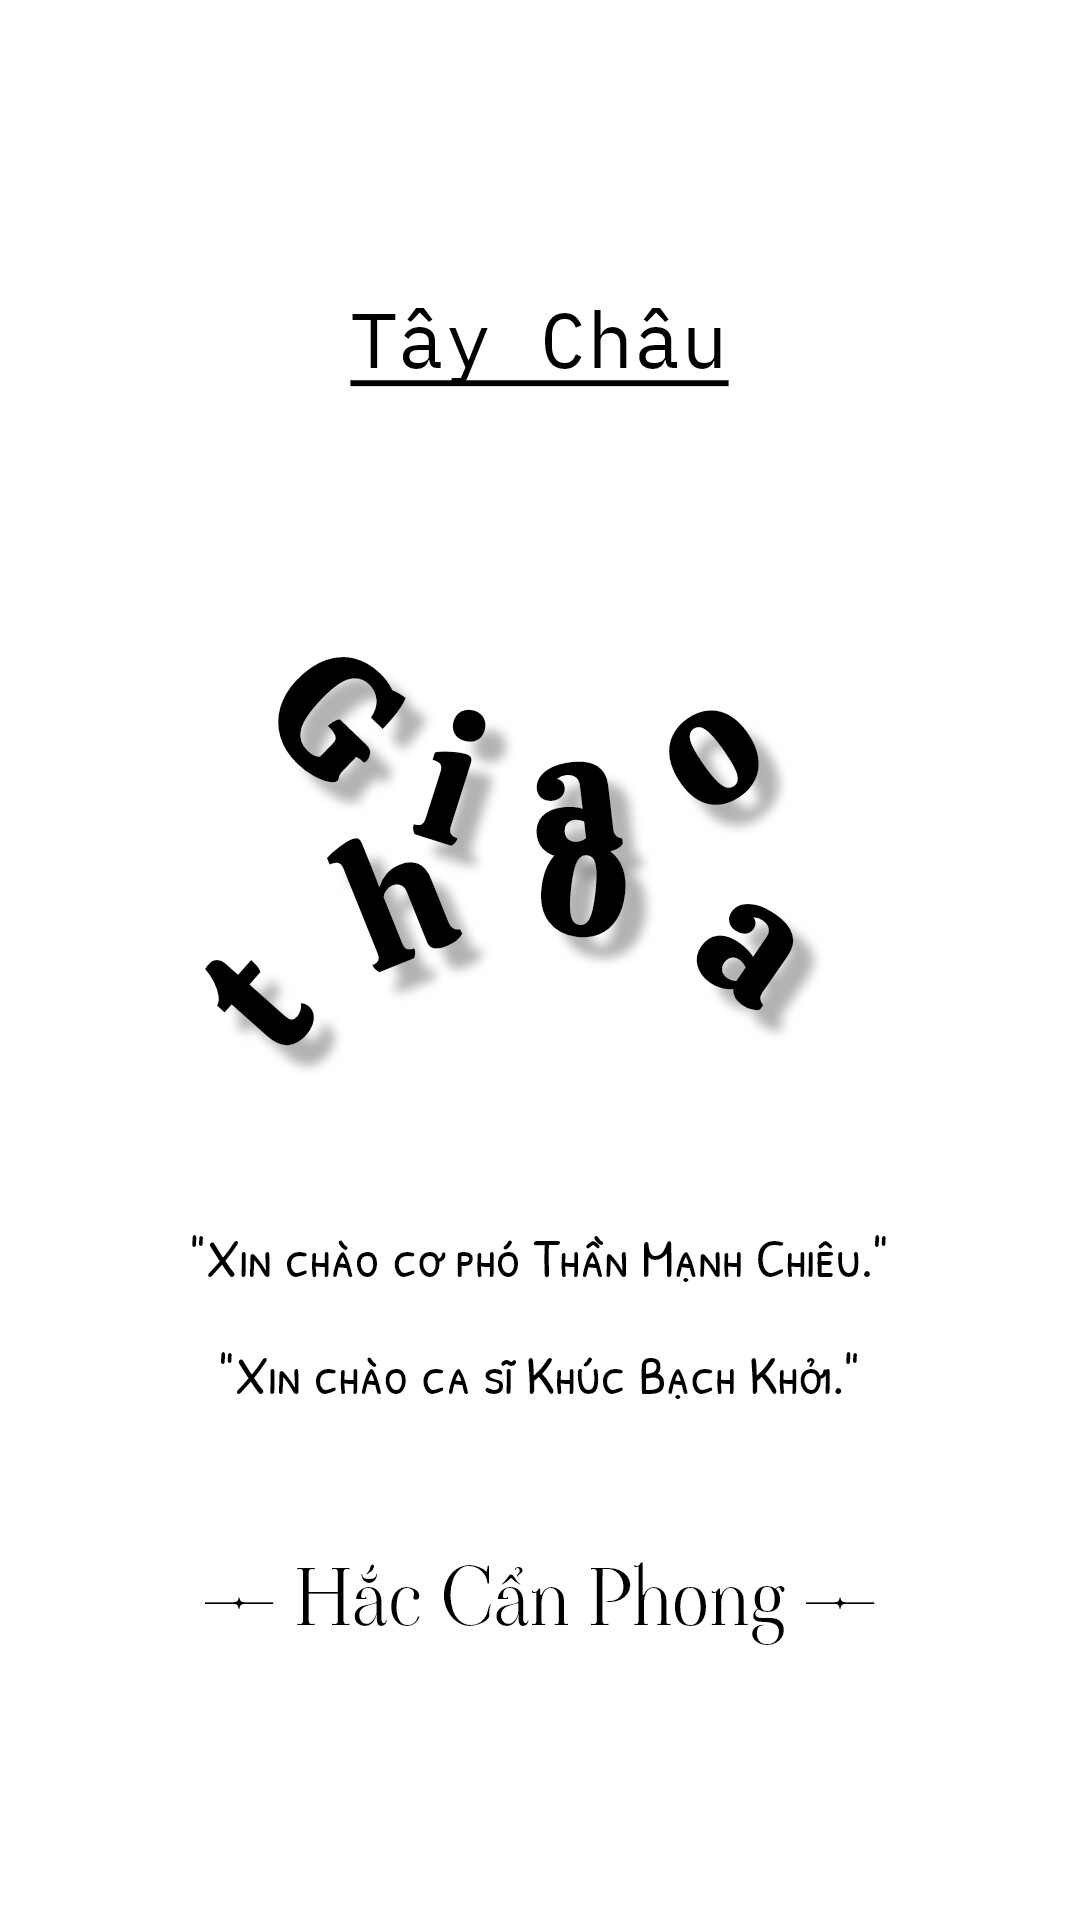 Tây Châu
Giao
thoa
"Xin chào cơ phó Thần Mạnh Chiêu."
"Xin chào ca sĩ Khúc Bạch Khởi."
Hắc Cẩn Phong